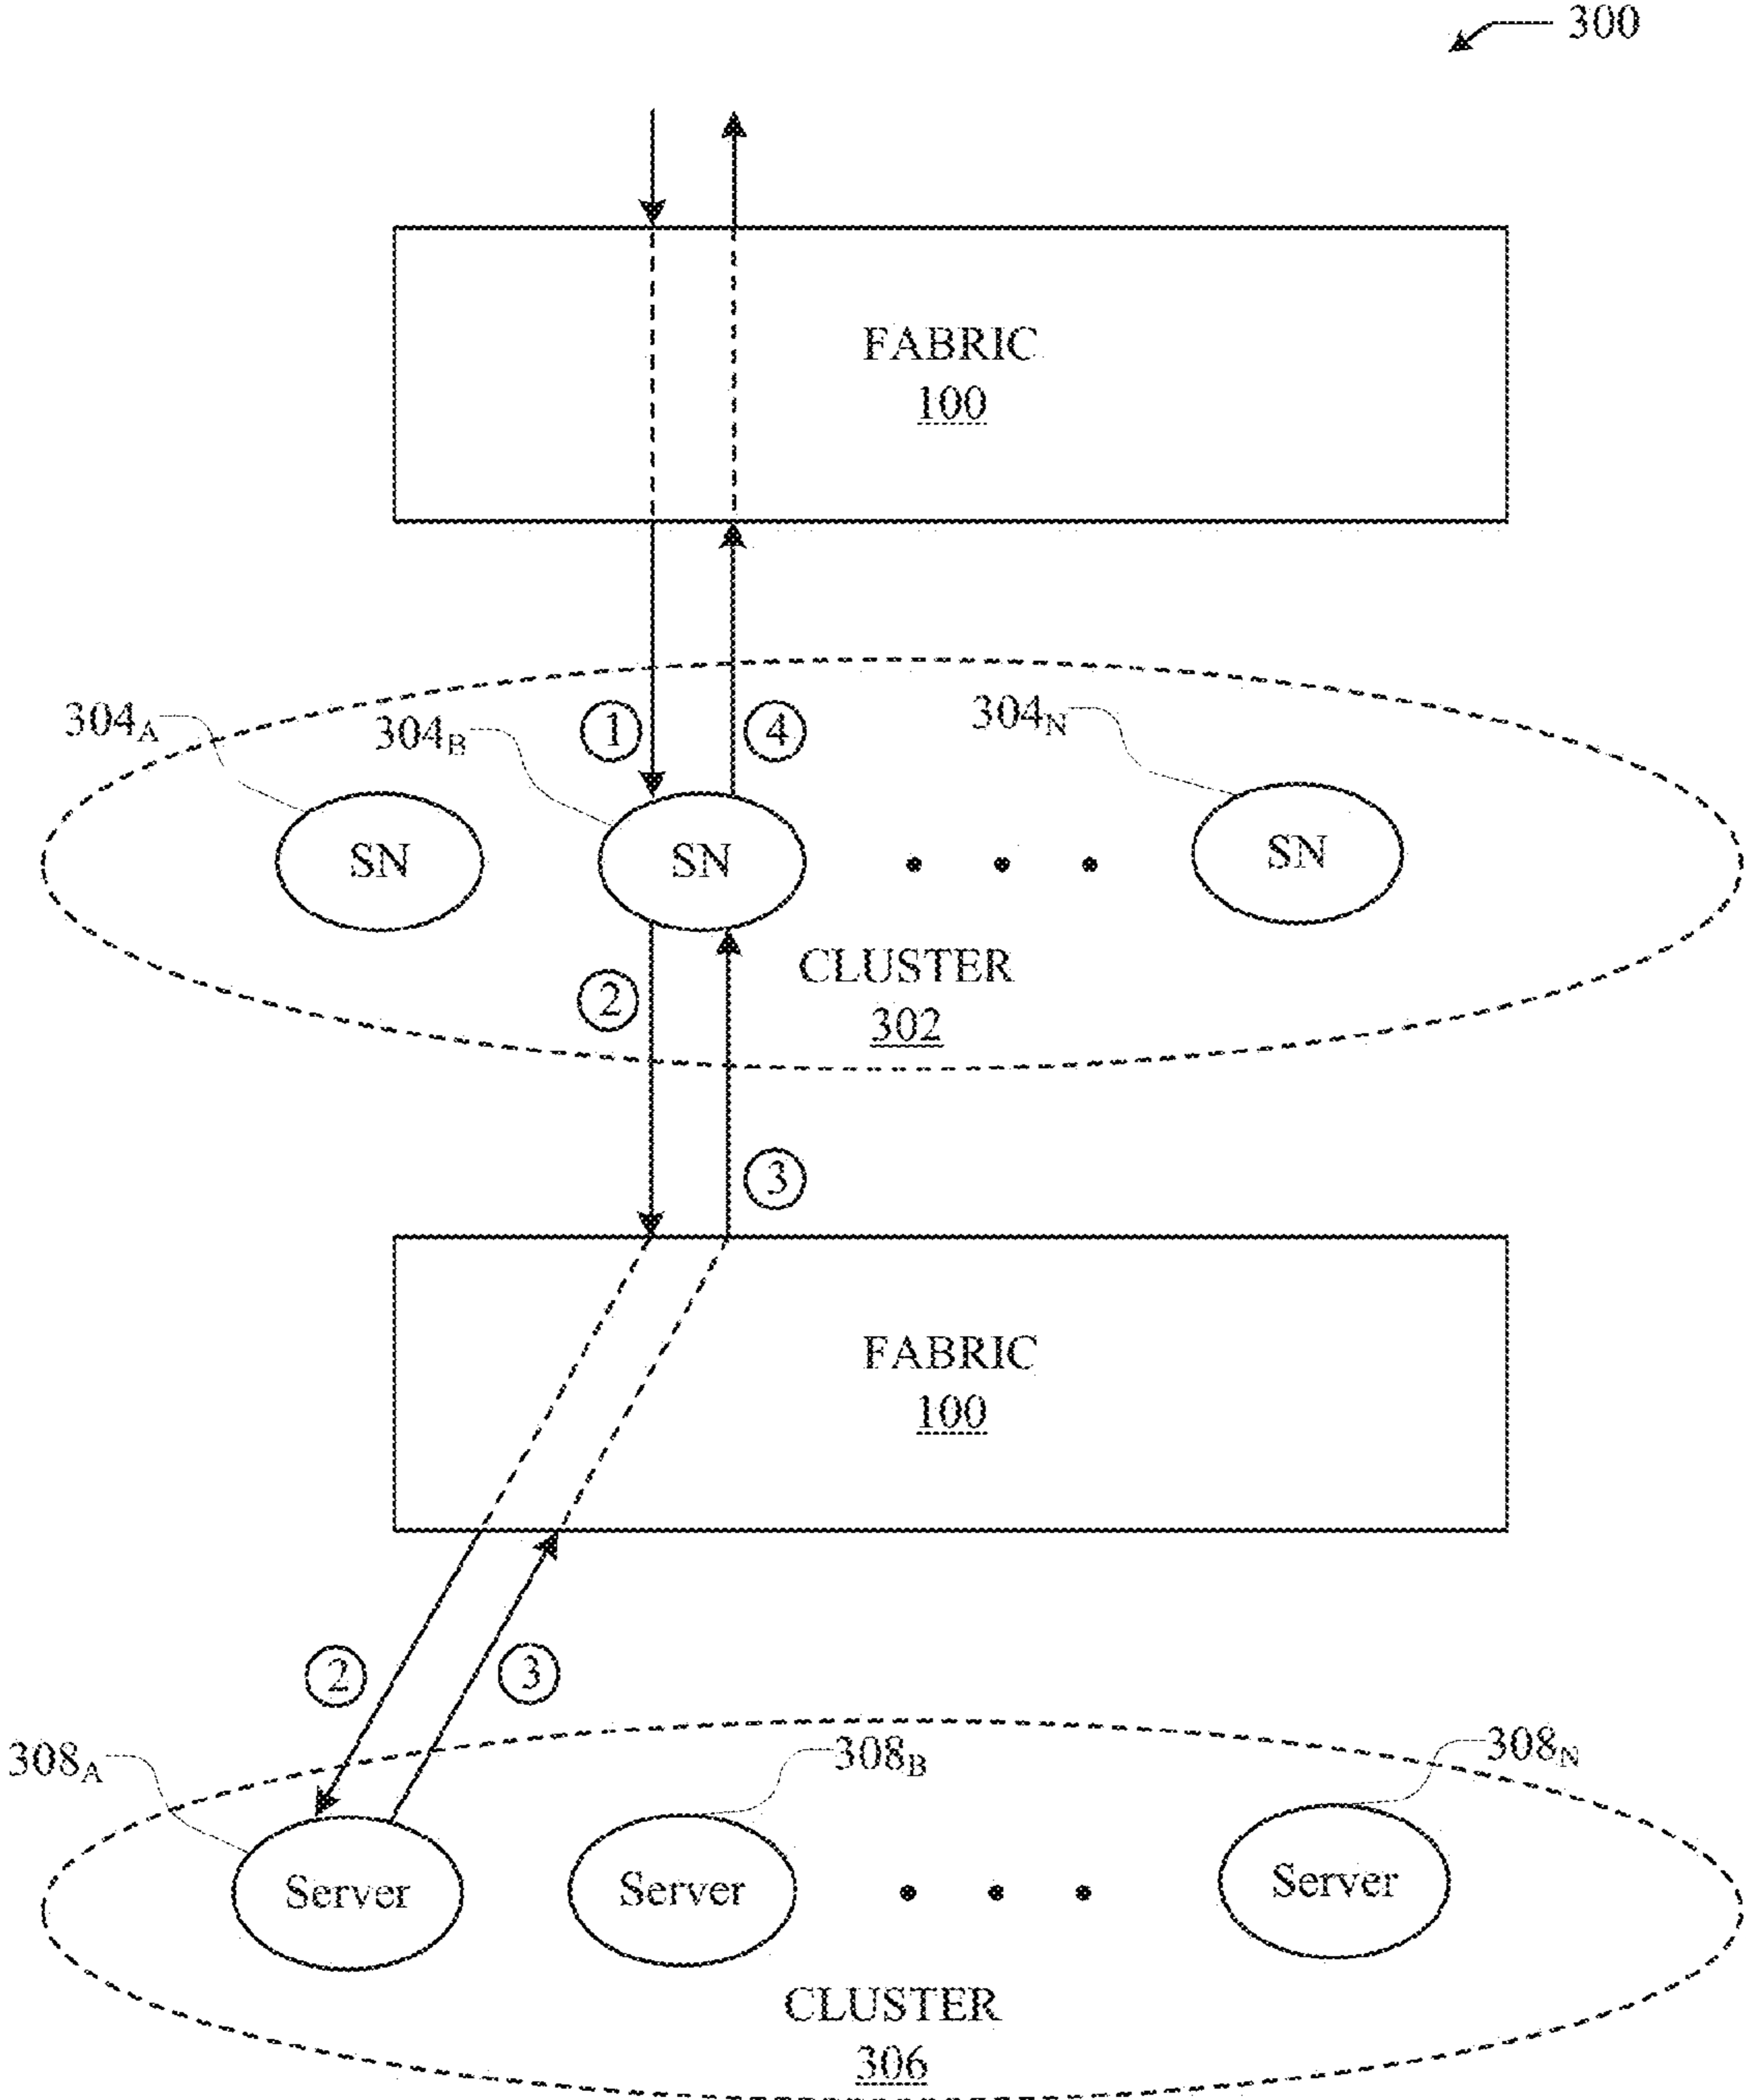 300
FABRIC
100
304A
304B
1
4
304N
SN
SN
SN
CLUSTER
302
2
3
FABRIC
100
2
3
308A
308B
308N
Server
Server
Server
CLUSTER
306